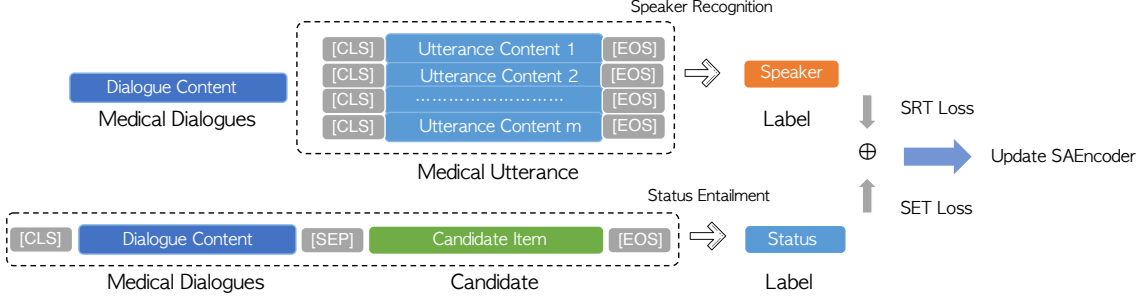 Speaker Recognition
[CLS] Utterance Content 1 [EOS]
[CLS] Utterance Content 2 [EOS]
[CLS] ………………………… [EOS]
[CLS] Utterance Content m [EOS]
Dialogue Content
Medical Dialogues
Medical Utterance
Speaker
Label
SRT Loss
⊕
Update SAEncoder
SET Loss
Status Entailment
[CLS] Dialogue Content [SEP] Candidate Item [EOS]
Status
Medical Dialogues Candidate Label